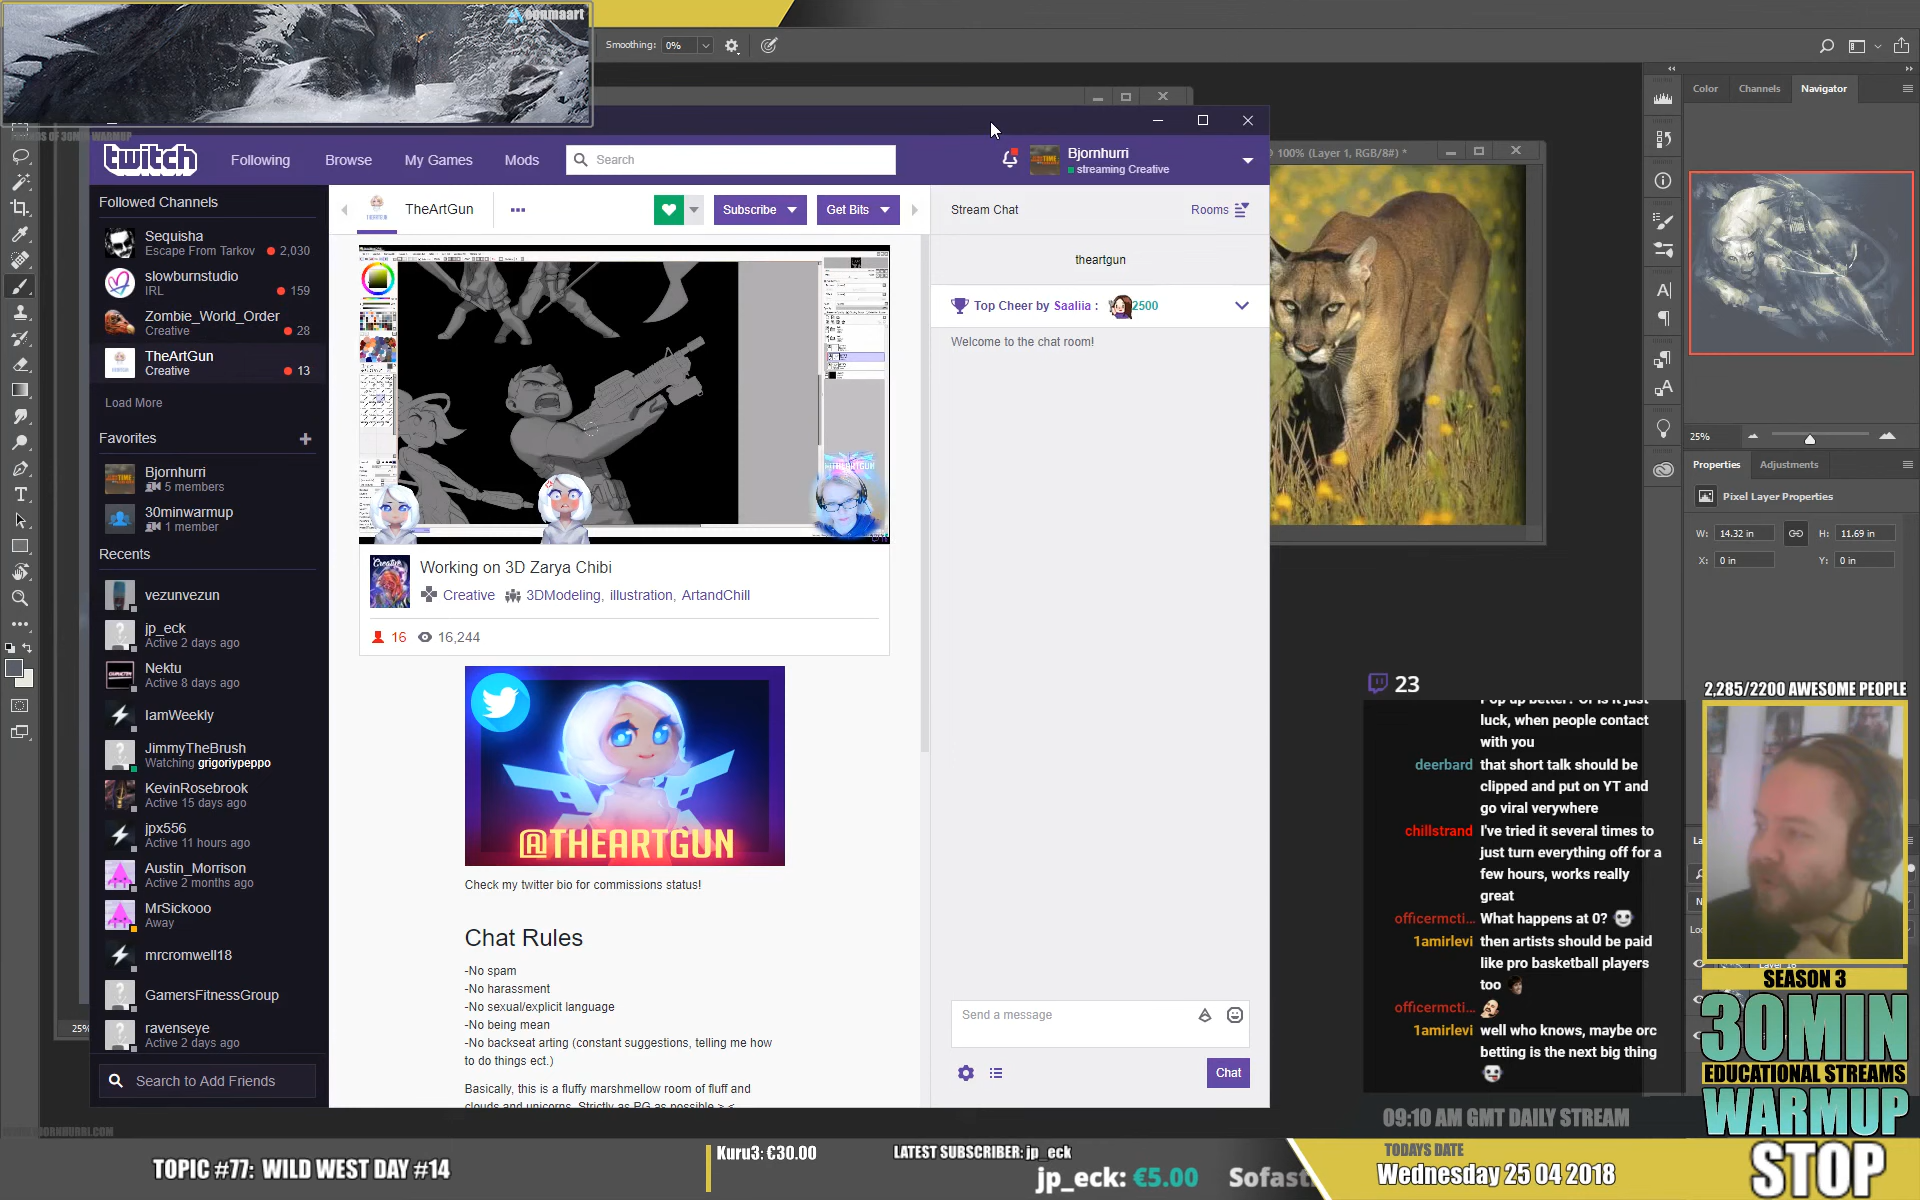 Smoothing: 0%
Color
Channels
Navigator
twitch
Following
Browse
My Games
Mods
Search
Bjornhurri
streaming Creative
100% (Layer 1, RGB/8#) *
Followed Channels
Sequisha
Escape From Tarkov
2,030
slowburnstudio
IRL
159
Zombie_World_Order
Creative
28
TheArtGun
Creative
13
Load More
Favorites
Bjornhurri
5 members
30minwarmup
1 member
Recents
vezunvezun
jp_eck
Active 2 days ago
Nektu
Active 8 days ago
IamWeekly
JimmyTheBrush
Watching grigoriypeppo
KevinRosebrook
Active 15 days ago
jpx556
Active 11 hours ago
Austin_Morrison
Active 2 months ago
MrSickooo
Away
mrcromwell18
GamersFitnessGroup
ravenseye
Active 2 days ago
Search to Add Friends
TheArtGun
Subscribe
Get Bits
Working on 3D Zarya Chibi
Creative
3DModeling, illustration, ArtandChill
16
16,244
@THEARTGUN
Check my twitter bio for commissions status!
Chat Rules
-No spam
-No harassment
-No sexual/explicit language
-No being mean
-No backseat arting (constant suggestions, telling me how
to do things ect.)
Basically, this is a fluffy marshmellow room of fluff and
clouds and unicorns. Strictly as PG as possible >.<
Stream Chat
Rooms
theartgun
Top Cheer by Saaliia :
2500
Welcome to the chat room!
Send a message
Chat
25%
Properties
Adjustments
Pixel Layer Properties
W: 14.32 in
H: 11.69 in
X: 0 in
Y: 0 in
23
luck, when people contact
with you
deerbard that short talk should be
clipped and put on YT and
go viral verywhere
chillstrand I've tried it several times to
just turn everything off for a
few hours, works really
great
officermcti... What happens at 0?
1amirlevi then artists should be paid
like pro basketball players
too
officermcti...
1amirlevi well who knows, maybe orc
betting is the next big thing
09:10 AM GMT DAILY STREAM
2,285/2200 AWESOME PEOPLE
SEASON 3
30MIN
EDUCATIONAL STREAMS
WARMUP
STOP
TOPIC #77: WILD WEST DAY #14
Kuru3: €30.00
LATEST SUBSCRIBER: jp_eck
jp_eck: €5.00
TODAYS DATE
Wednesday 25 04 2018